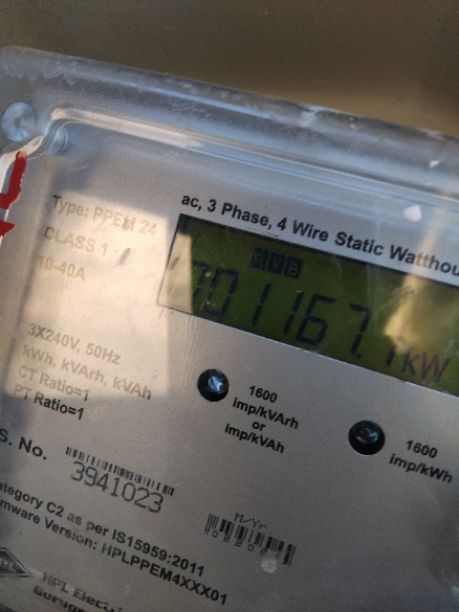 ac, 3 Phase, 4 Wire Static Watthou
Type: PPEM 24
CLASS 1
10-40A
RYB
701167.1 kW
3X240V, 50Hz
kWh, kVArh, kVAh
CT Ratio=1
PT Ratio=1
1600
imp/kVArh
or
imp/kVAh
1600
imp/kWh
S. No.
3941023
M/Yr
ategory C2 as per IS15959:2011
mware Version: HPLPPEM4XXX01
HPL Electri